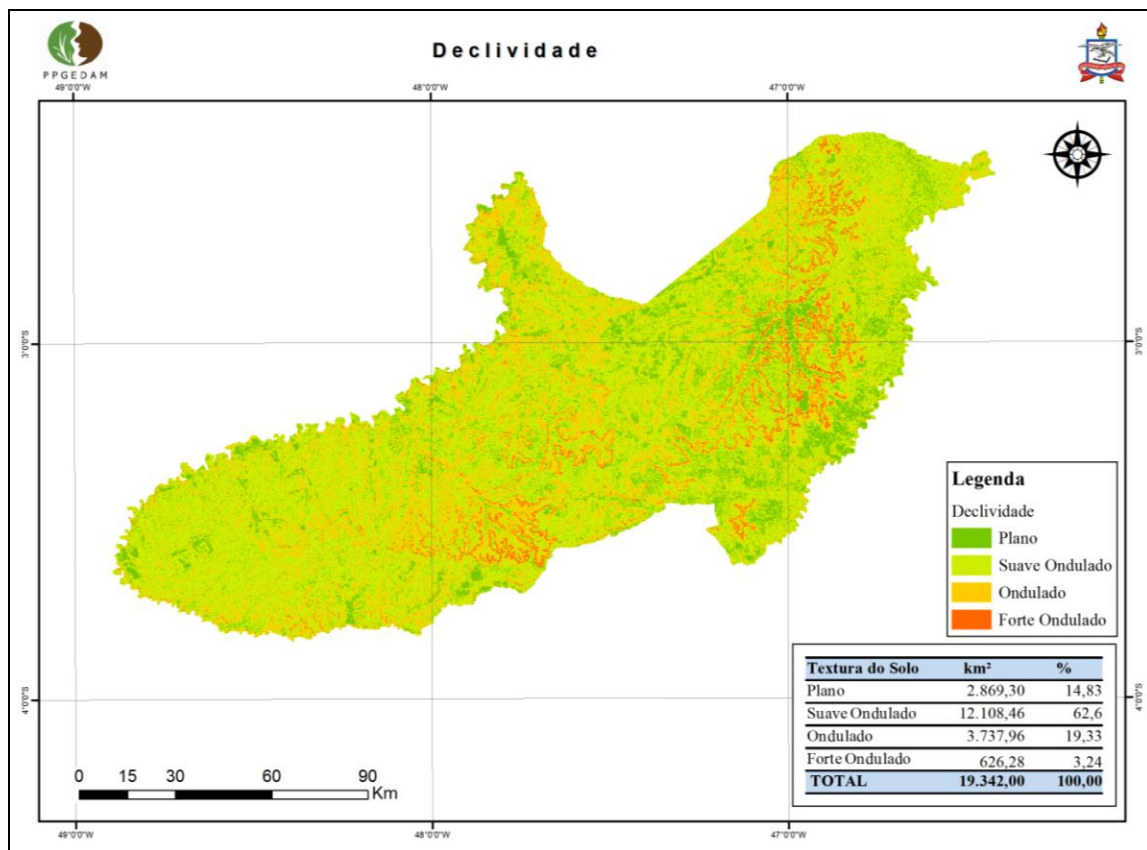 Declividade
PPGEDAM
49°0'0"W
48°0'0"W
47°0'0"W
3°0'0"S
3°0'0"S
Legenda
Declividade
Plano
Suave Ondulado
Ondulado
Forte Ondulado
Textura do Solo km² %
Plano 2.869,30 14,83
Suave Ondulado 12.108,46 62,6
Ondulado 3.737,96 19,33
Forte Ondulado 626,28 3,24
TOTAL 19.342,00 100,00
4°0'0"S
4°0'0"S
0 15 30 60 90
Km
49°0'0"W
48°0'0"W
47°0'0"W